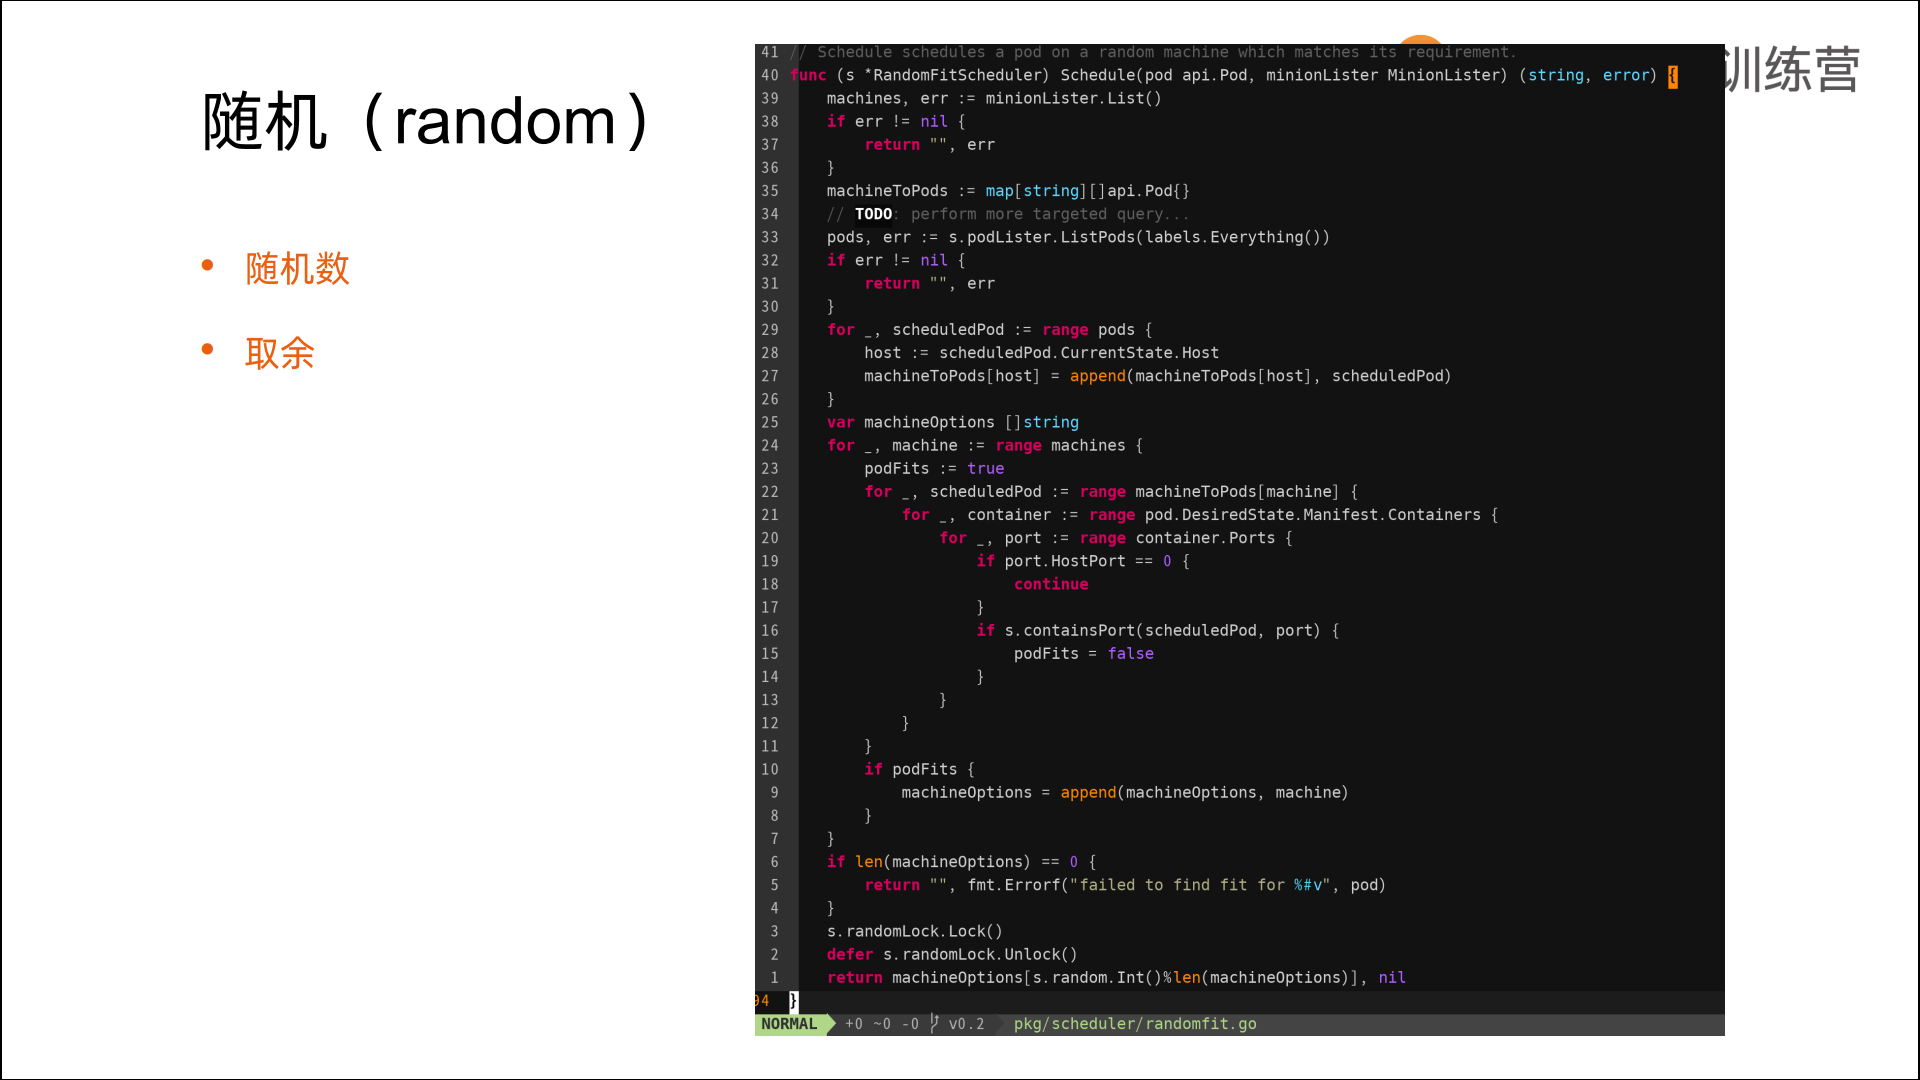 随机（random）
• 随机数
• 取余
训练营
41 // Schedule schedules a pod on a random machine which matches its requirement.
40 func (s *RandomFitScheduler) Schedule(pod api.Pod, minionLister MinionLister) (string, error) {
39     machines, err := minionLister.List()
38     if err != nil {
37         return "", err
36     }
35     machineToPods := map[string][]api.Pod{}
34     // TODO: perform more targeted query...
33     pods, err := s.podLister.ListPods(labels.Everything())
32     if err != nil {
31         return "", err
30     }
29     for _, scheduledPod := range pods {
28         host := scheduledPod.CurrentState.Host
27         machineToPods[host] = append(machineToPods[host], scheduledPod)
26     }
25     var machineOptions []string
24     for _, machine := range machines {
23         podFits := true
22         for _, scheduledPod := range machineToPods[machine] {
21             for _, container := range pod.DesiredState.Manifest.Containers {
20                 for _, port := range container.Ports {
19                     if port.HostPort == 0 {
18                         continue
17                     }
16                     if s.containsPort(scheduledPod, port) {
15                         podFits = false
14                     }
13                 }
12             }
11         }
10         if podFits {
9             machineOptions = append(machineOptions, machine)
8         }
7     }
6     if len(machineOptions) == 0 {
5         return "", fmt.Errorf("failed to find fit for %#v", pod)
4     }
3     s.randomLock.Lock()
2     defer s.randomLock.Unlock()
1     return machineOptions[s.random.Int()%len(machineOptions)], nil
94 }
NORMAL +0 ~0 -0 v0.2 pkg/scheduler/randomfit.go